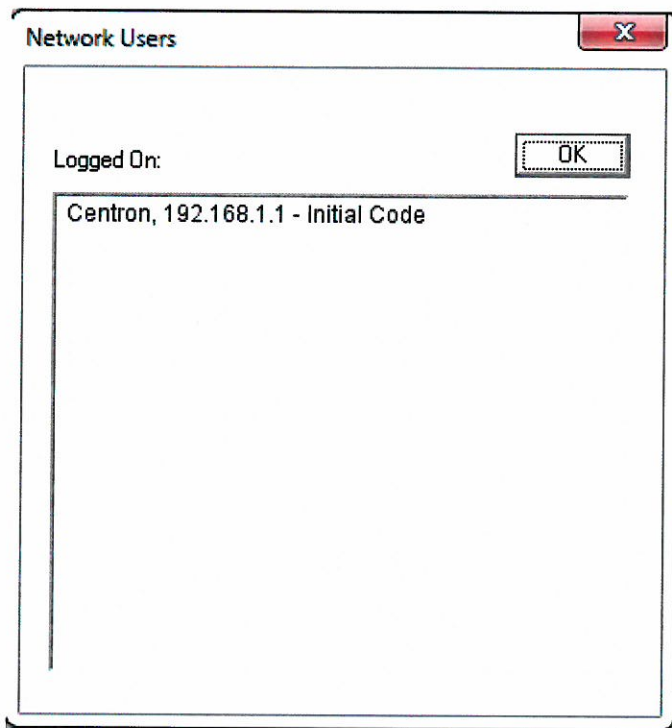 Network Users
Logged On:
OK
Centron, 192.168.1.1 - Initial Code